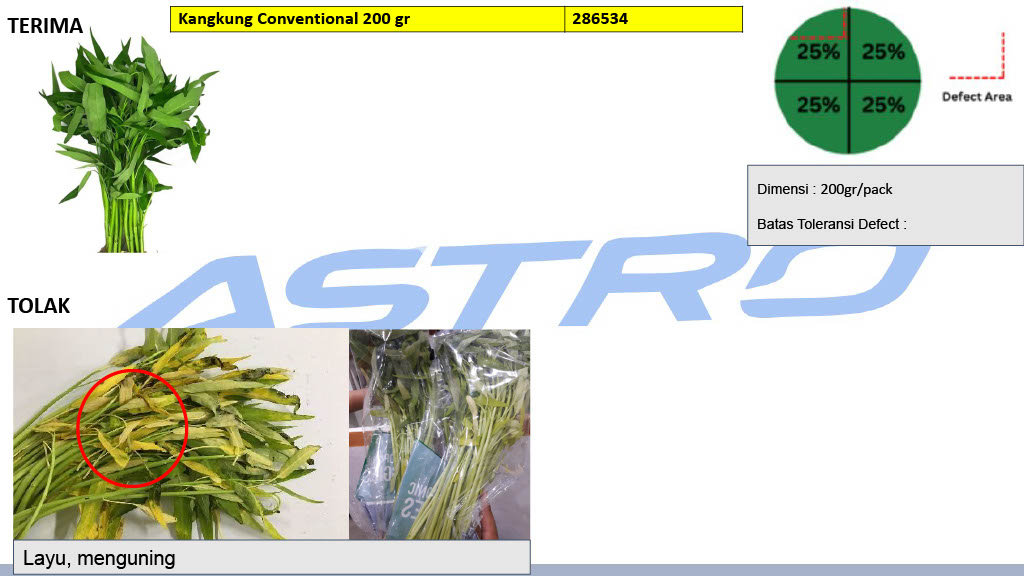 TERIMA
Kangkung Conventional 200 gr 286534
25% 25%
25% 25%
Defect Area
Dimensi : 200gr/pack
Batas Toleransi Defect :
ASTRO
TOLAK
Layu, menguning